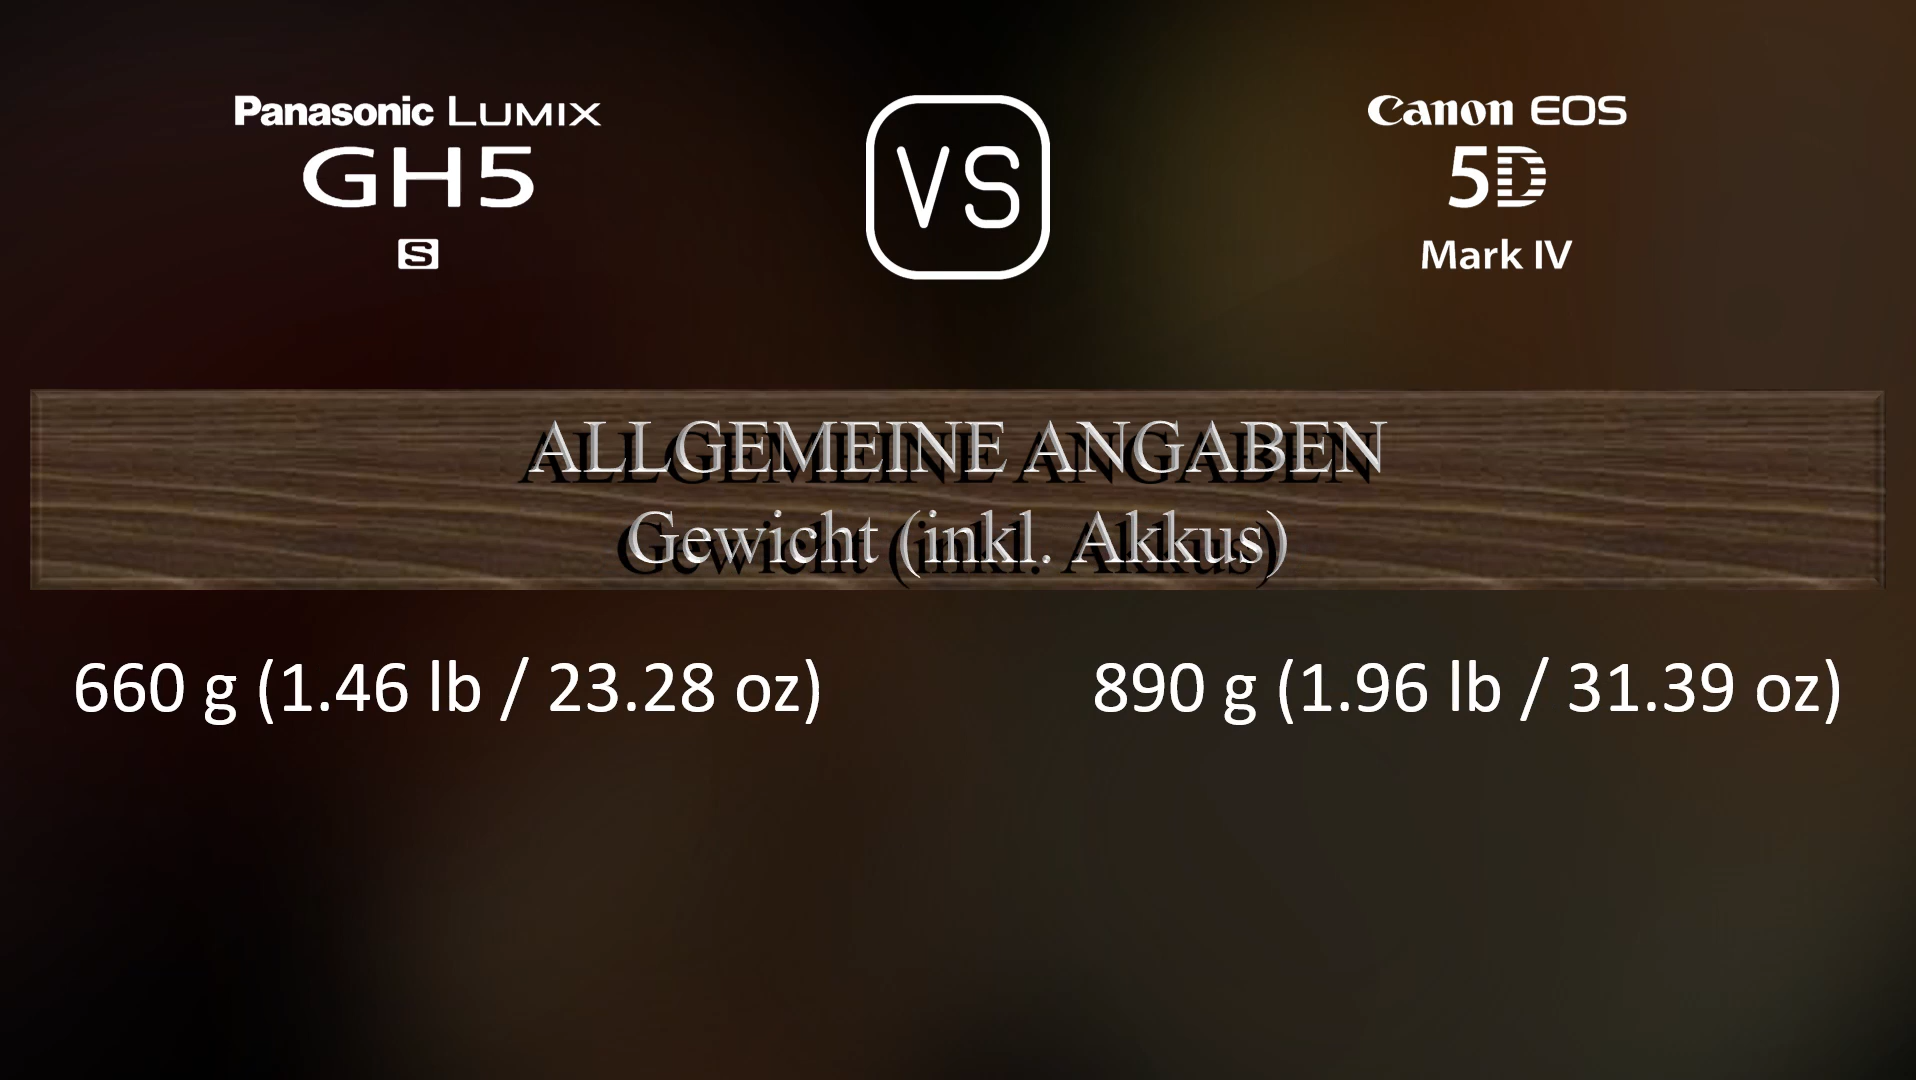 Panasonic LUMIX
GH5
S
VS
Canon EOS
5D
Mark IV
ALLGEMEINE ANGABEN
Gewicht (inkl. Akkus)
660 g (1.46 lb / 23.28 oz)
890 g (1.96 lb / 31.39 oz)